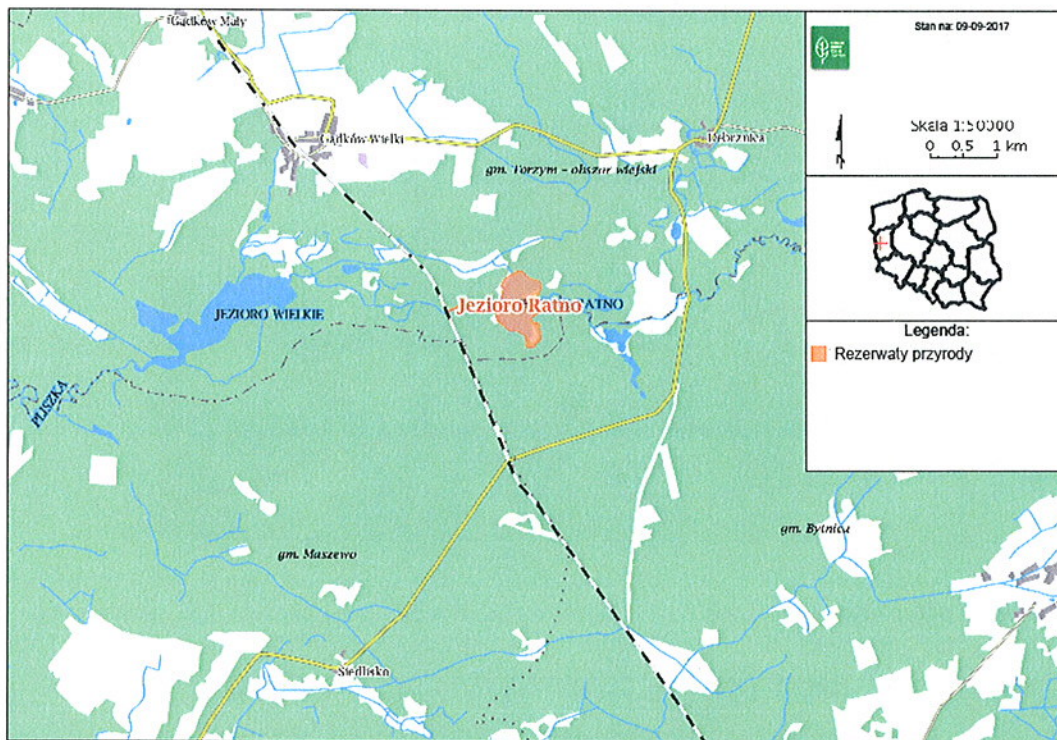 Gądków Mały
Gądków Wielki
Debrznica
gm. Torzym - obszar wiejski
JEZIORO WIELKIE
Jezioro Ratno
RATNO
PLISZKA
gm. Maszewo
gm. Bytnica
Siedlisko
Stan na: 09-09-2017
Skala 1:50000
0 0,5 1 km
Legenda:
Rezerwaty przyrody